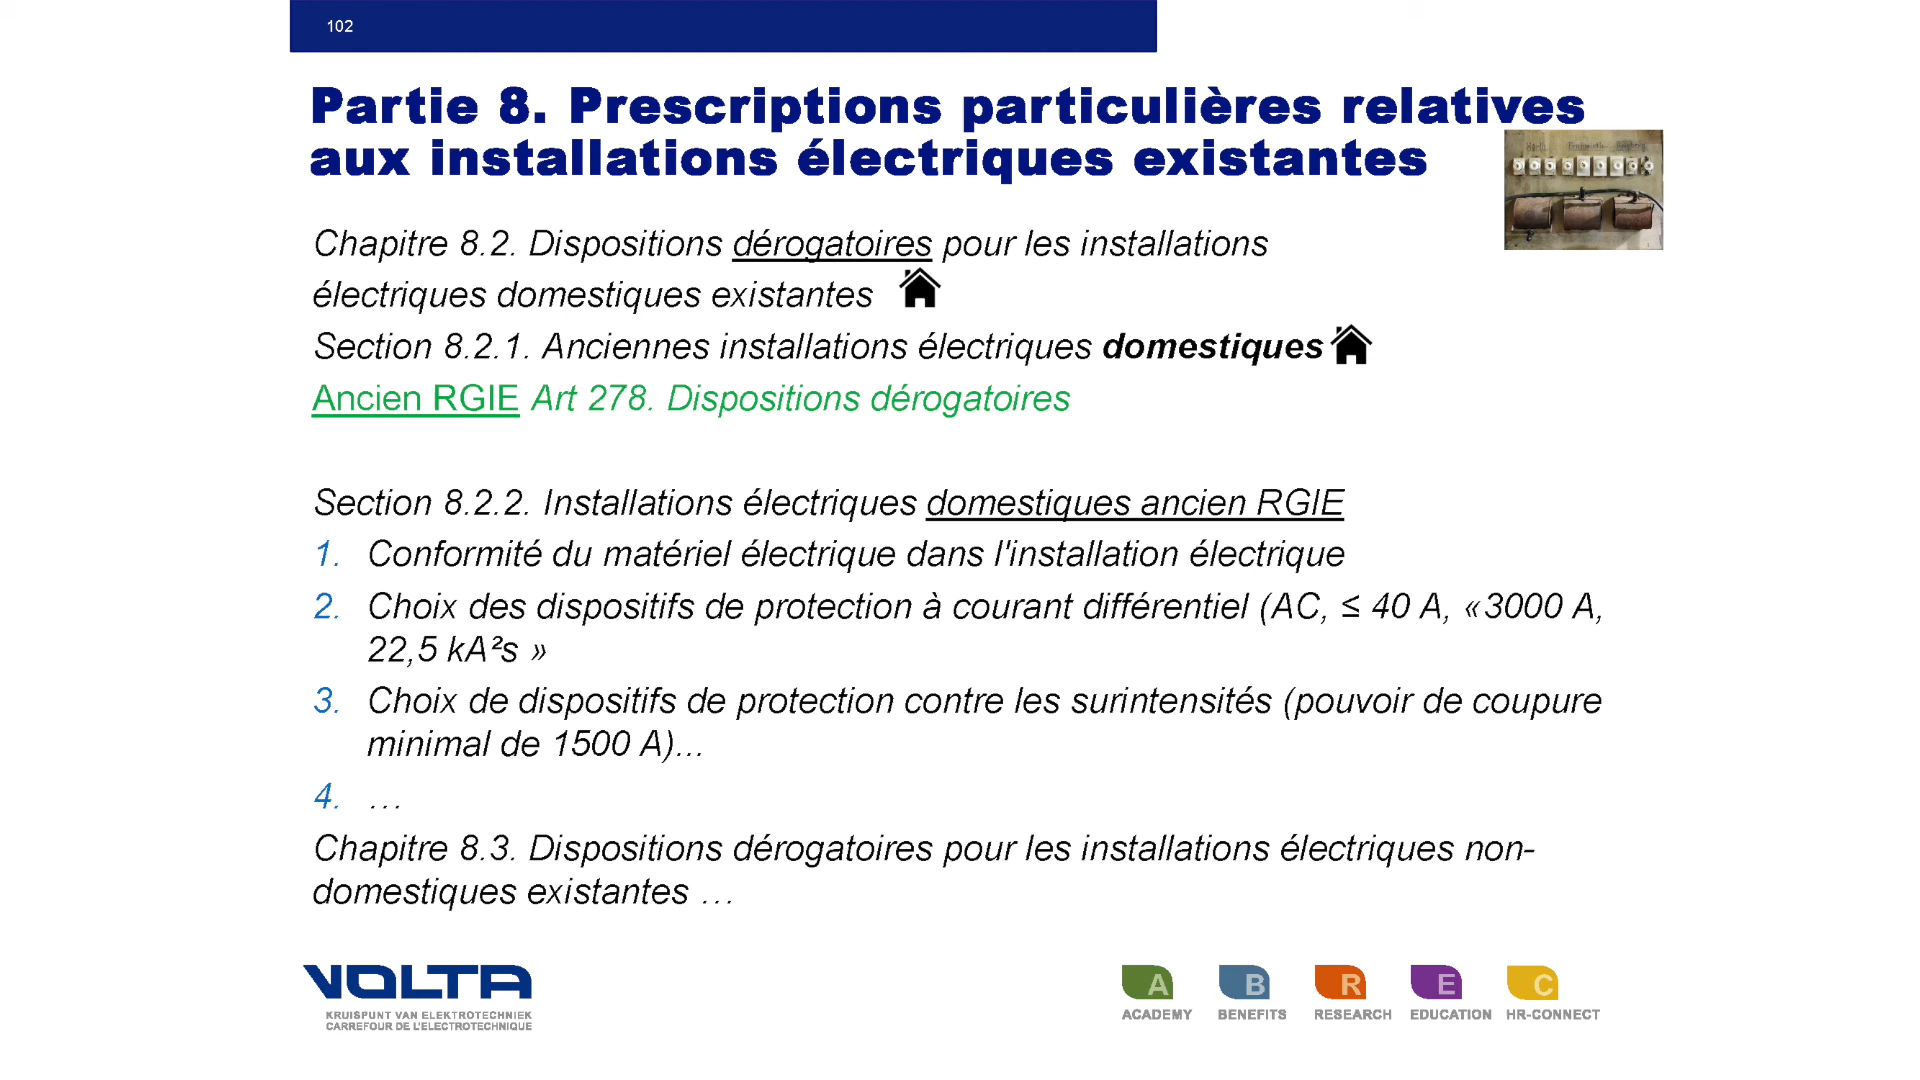 102
Partie 8. Prescriptions particulières relatives
aux installations électriques existantes
Chapitre 8.2. Dispositions dérogatoires pour les installations
électriques domestiques existantes
Section 8.2.1. Anciennes installations électriques domestiques
Ancien RGIE Art 278. Dispositions dérogatoires
Section 8.2.2. Installations électriques domestiques ancien RGIE
1. Conformité du matériel électrique dans l'installation électrique
2. Choix des dispositifs de protection à courant différentiel (AC, ≤ 40 A, «3000 A,
22,5 kA²s »
3. Choix de dispositifs de protection contre les surintensités (pouvoir de coupure
minimal de 1500 A)...
4. …
Chapitre 8.3. Dispositions dérogatoires pour les installations électriques non-
domestiques existantes …
VOLTA
KRUISPUNT VAN ELEKTROTECHNIEK
CARREFOUR DE L'ELECTROTECHNIQUE
A B R E C
ACADEMY BENEFITS RESEARCH EDUCATION HR-CONNECT